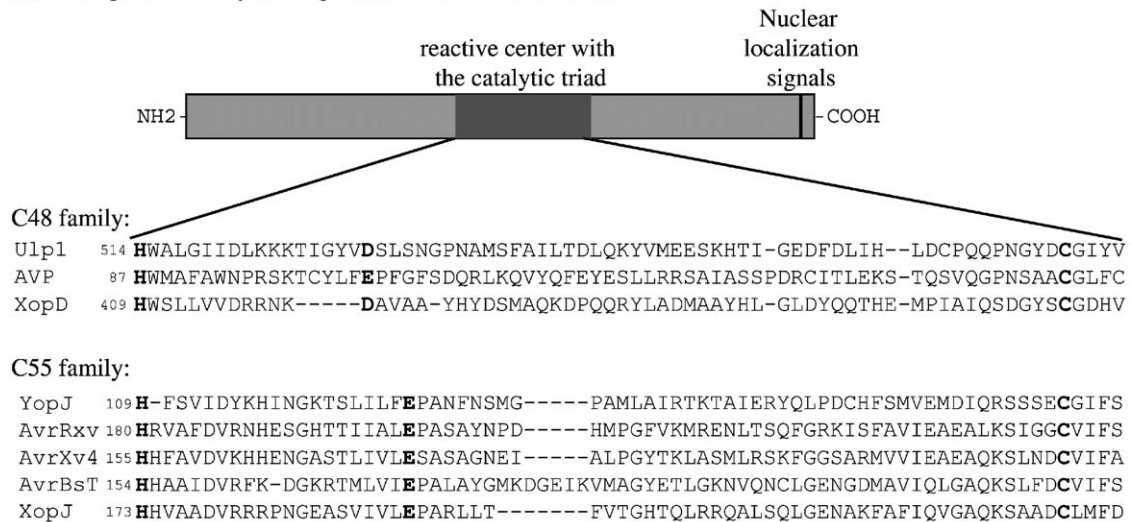 Nuclear
localization
signals
reactive center with
the catalytic triad
NH2
COOH
C48 family:
Ulp1 514 HWALGIIDLKKKTIGYVDSLSNGPNAMSFAILTDLQKYVMEESKHTI-GEDFDLIH--LDCPQQPNGYDCGIYV
AVP 87 HWMAFAWNPRSKTCYLFEPFGFSDQRLKQVYQFEYESLLRRSAIASSPDRCITLEKS-TQSVQGPNSAACGLFC
XopD 409 HWSLLVVDRRNK-----DAVAA-YHYDSMAQKDPQQRYLADMAAYHL-GLDYQQTHE-MPIAIQSDGYSCGDHV
C55 family:
YopJ 109 H-FSVIDYKHINGKTSLILFEPANFNSMG-----PAMLAIRTKTAIERYQLPDCHFSMVEMDIQRSSSECGIFS
AvrRxv 180 HRVAFDVRNHESGHTTIIALEPASAYNPD-----HMPGFVKMRENLTSQFGRKISFAVIEAEALKSIGGCVIFS
AvrXv4 155 HHFAVDVKHHENGASTLIVLESASAGNEI-----ALPGYTKLASMLRSKFGGSARMVVIEAEAQKSLNDCVIFA
AvrBsT 154 HHAAIDVRFK-DGKRTMLVIEPALAYGMKDGEIKVMAGYETLGKNVQNCLGENGDMAVIQLGAQKSLFDCVIFS
XopJ 173 HHVAADVRRRPNGEASVIVLEPARLLT-------FVTGHTQLRRQALSQLGENAKFAFIQVGAQKSAADCLMFD